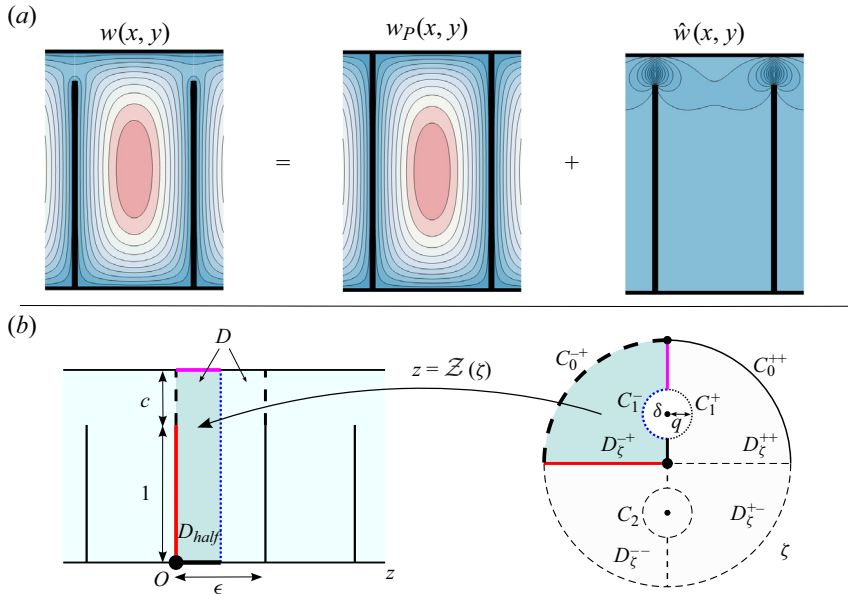 (a)
w(x, y)
w_P(x, y)
ŵ(x, y)
=
+
(b)
D
c
1
D_half
O
ϵ
z
z = Z(ζ)
C_0^{-+}
C_0^{++}
C_1^-
δ
q
C_1^+
D_ζ^{-+}
D_ζ^{++}
C_2
D_ζ^{+-}
D_ζ^{--}
ζ